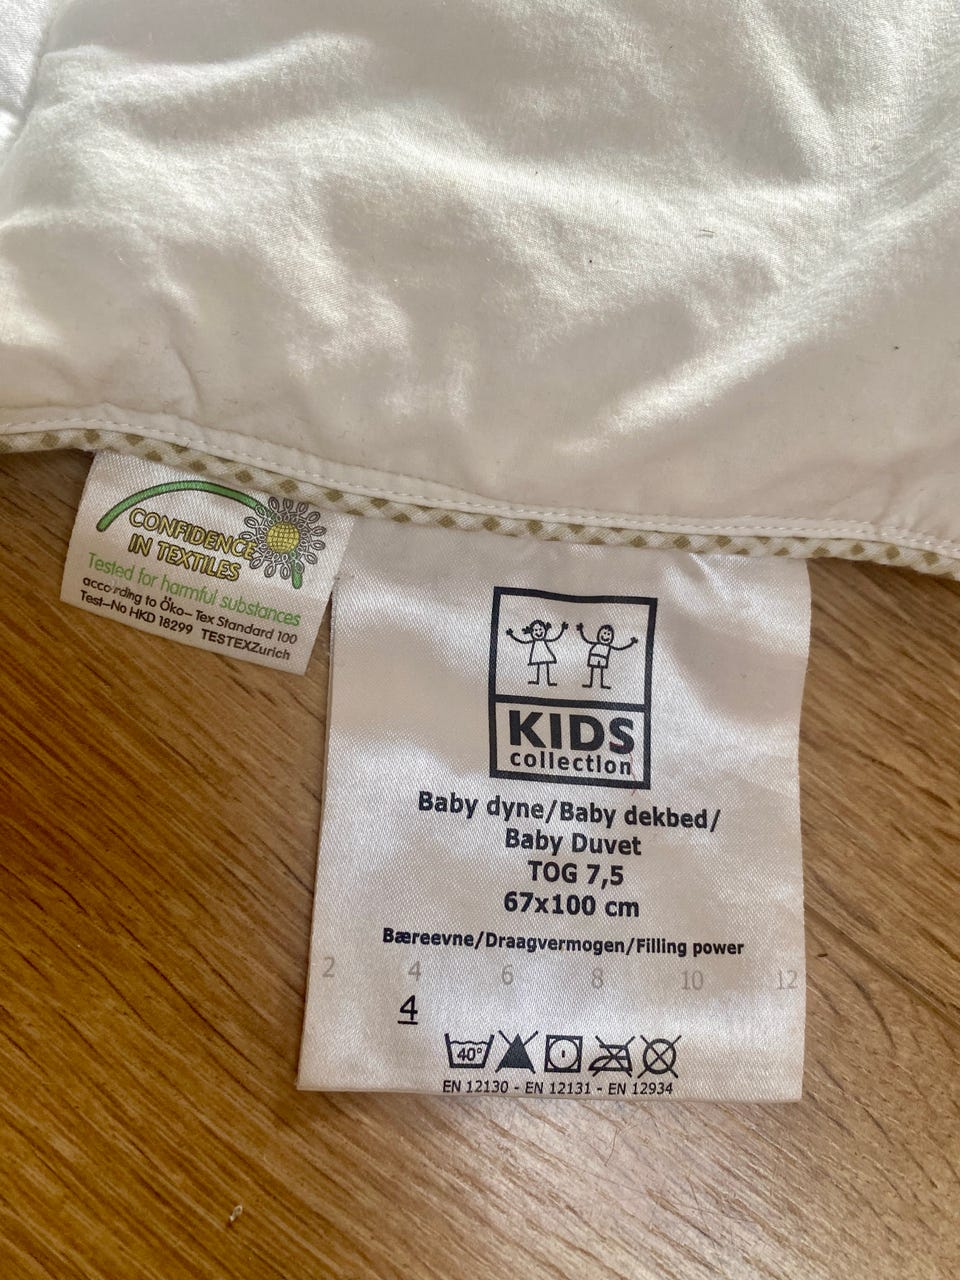 CONFIDENCE
IN TEXTILES
Tested for harmful substances
according to Öko-Tex Standard 100
Test-No HKD 18299 TESTEXZurich
KIDS
collection
Baby dyne/Baby dekbed/
Baby Duvet
TOG 7,5
67x100 cm
Bæreevne/Draagvermogen/Filling power
2 4 6 8 10 12
4
40°
EN 12130 - EN 12131 - EN 12934